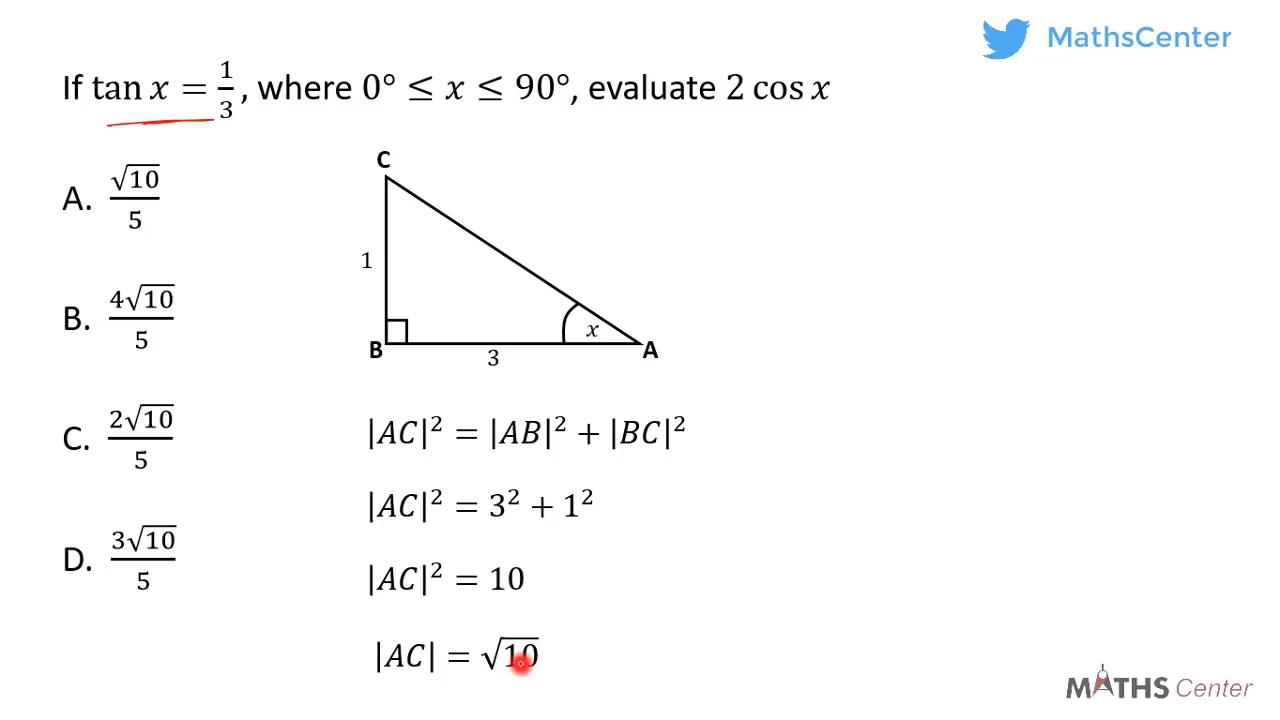 MathsCenter
If tan x = 1/3, where 0° ≤ x ≤ 90°, evaluate 2 cos x
A. √10/5
B. 4√10/5
C. 2√10/5
D. 3√10/5
C
1
B
3
x
A
|AC|² = |AB|² + |BC|²
|AC|² = 3² + 1²
|AC|² = 10
|AC| = √10
MATHS Center